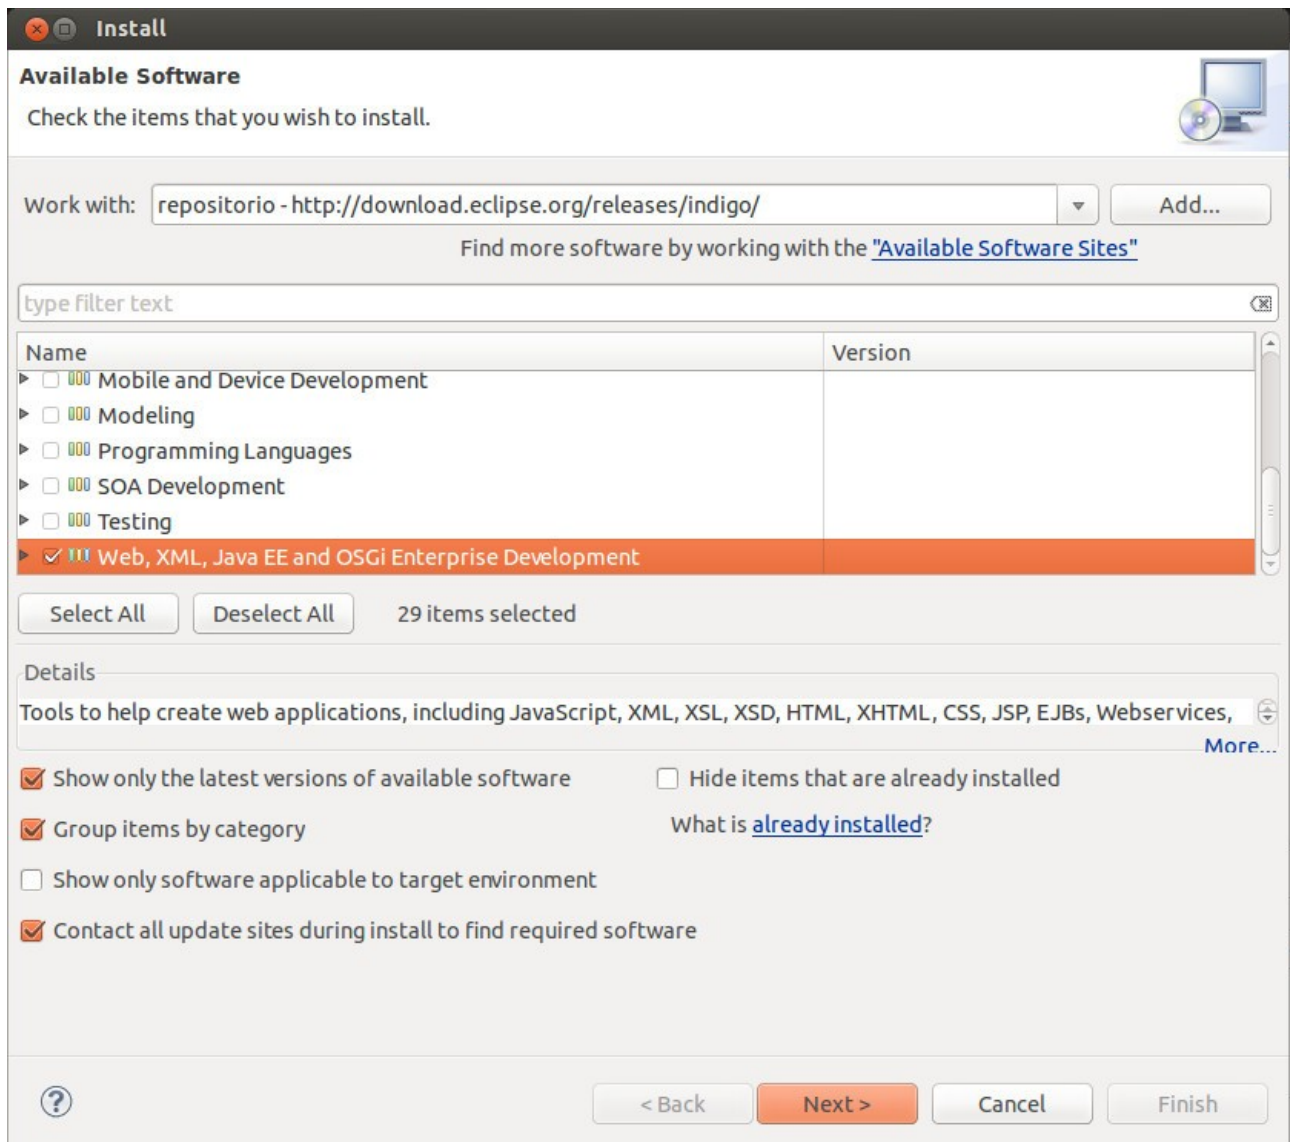 Install
Available Software
Check the items that you wish to install.
Work with: repositorio - http://download.eclipse.org/releases/indigo/ Add...
Find more software by working with the "Available Software Sites"
type filter text
Name Version
Mobile and Device Development
Modeling
Programming Languages
SOA Development
Testing
Web, XML, Java EE and OSGi Enterprise Development
Select All Deselect All 29 items selected
Details
Tools to help create web applications, including JavaScript, XML, XSL, XSD, HTML, XHTML, CSS, JSP, EJBs, Webservices,
More...
Show only the latest versions of available software Hide items that are already installed
Group items by category What is already installed?
Show only software applicable to target environment
Contact all update sites during install to find required software
? < Back Next > Cancel Finish